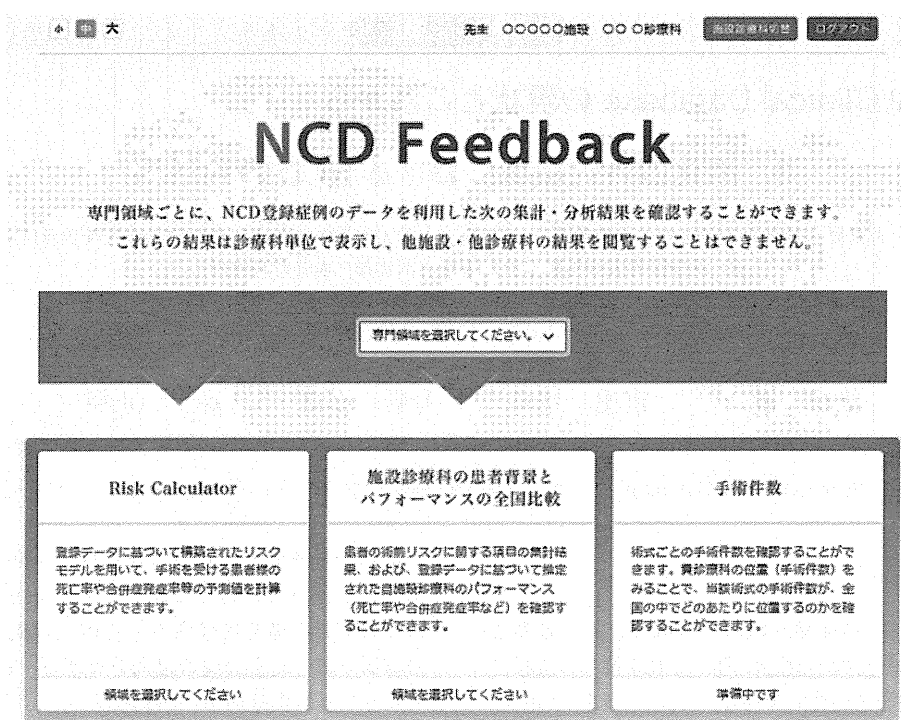 小 中 大
先生 ○○○○○施設 ○○ ○診療科 施設診療科切替 ログアウト
NCD Feedback
専門領域ごとに、NCD登録症例のデータを利用した次の集計・分析結果を確認することができます。
これらの結果は診療科単位で表示し、他施設・他診療科の結果を閲覧することはできません。
専門領域を選択してください。
Risk Calculator
登録データに基づいて構築されたリスク
モデルを用いて、手術を受ける患者様の
死亡率や合併症発症率等の予測値を計算
することができます。
領域を選択してください
施設診療科の患者背景と
パフォーマンスの全国比較
患者の術前リスクに関する項目の集計結
果、および、登録データに基づいて推定
された自施設診療科のパフォーマンス
（死亡率や合併症発症率など）を確認す
ることができます。
領域を選択してください
手術件数
術式ごとの手術件数を確認することがで
きます。貴診療科の位置（手術件数）を
みることで、当該術式の手術件数が、全
国の中でどのあたりに位置するのかを確
認することができます。
準備中です